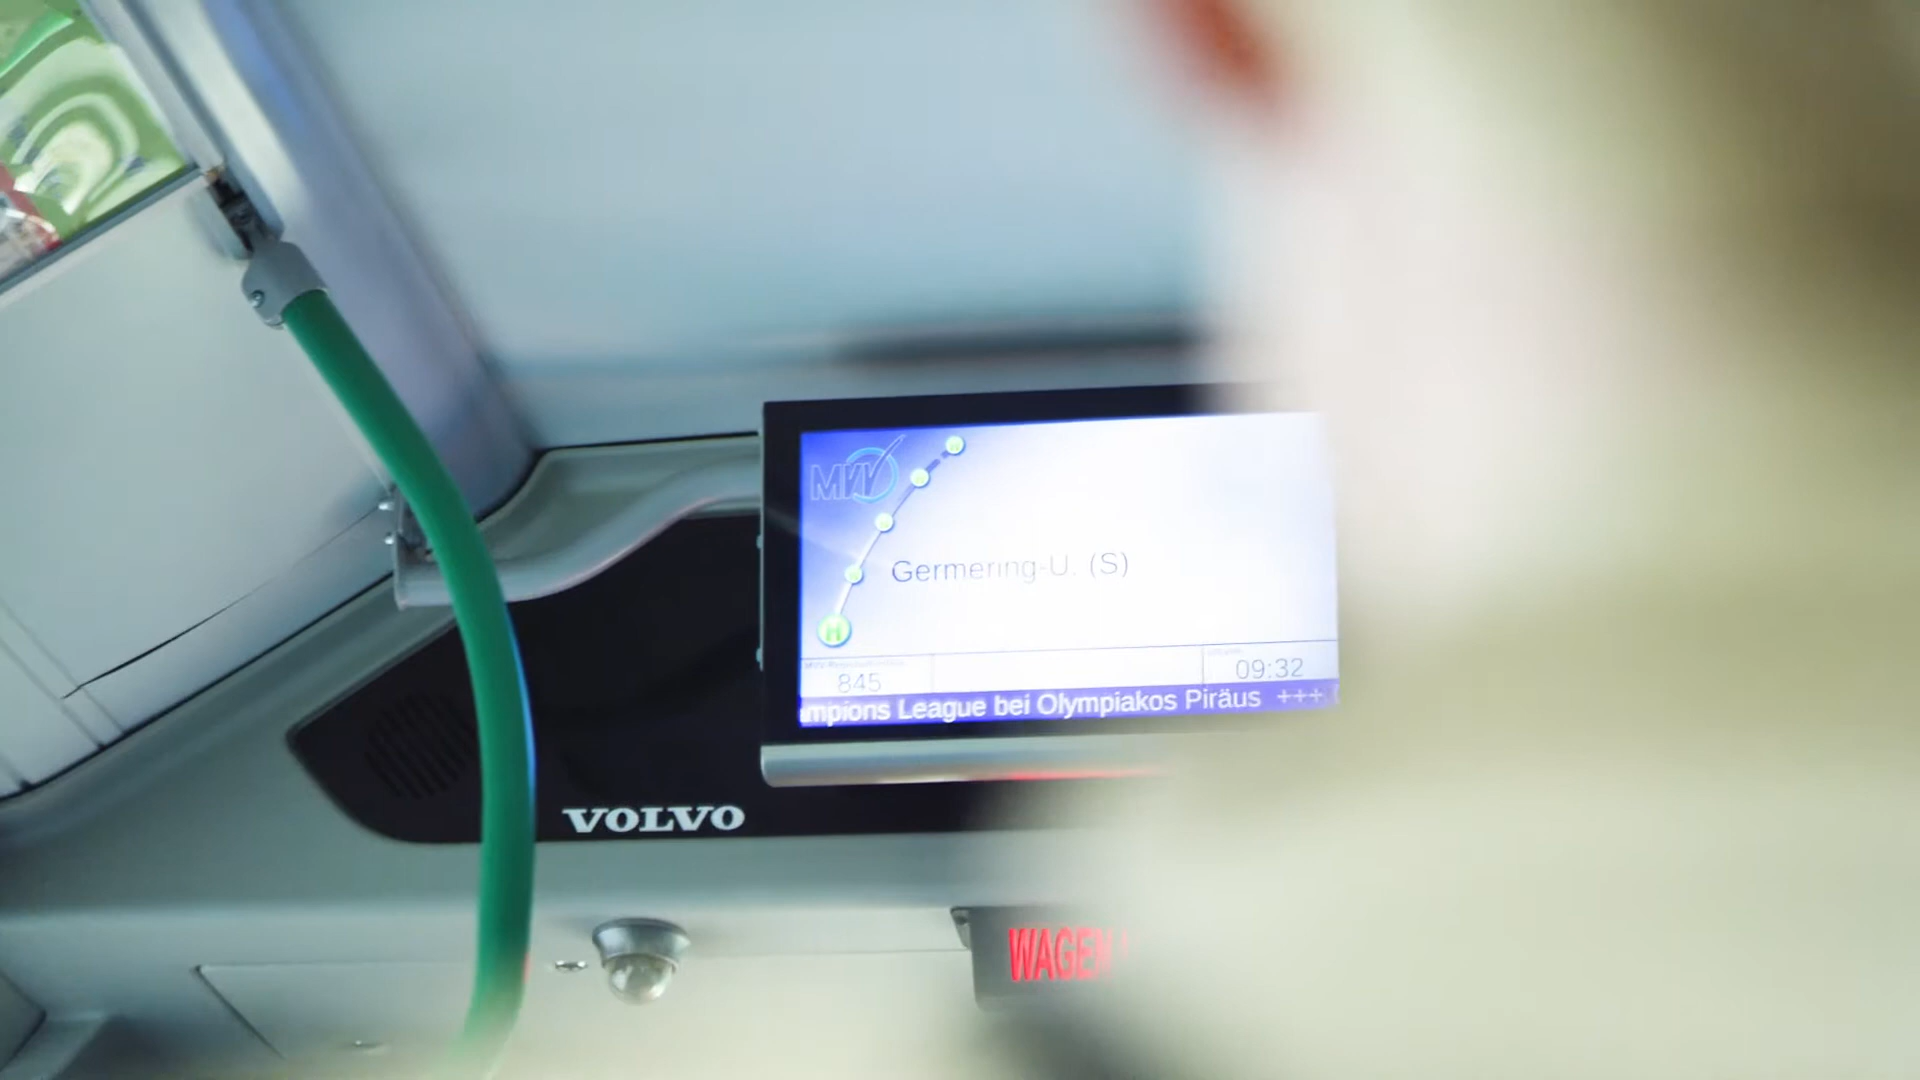 MVV
H
Germering-U. (S)
845
09:32
mpions League bei Olympiakos Piräus +++
VOLVO
WAGEN